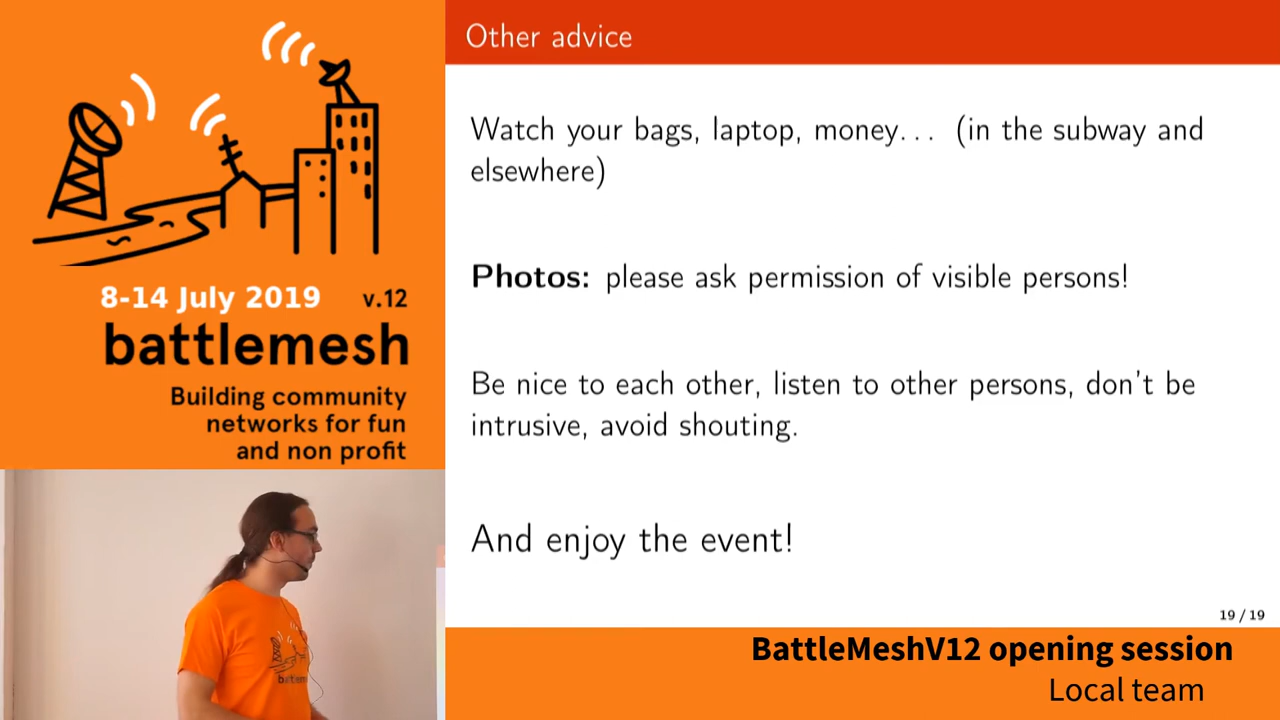 8-14 July 2019 v.12
battlemesh
Building community
networks for fun
and non profit
Other advice
Watch your bags, laptop, money... (in the subway and
elsewhere)
Photos: please ask permission of visible persons!
Be nice to each other, listen to other persons, don't be
intrusive, avoid shouting.
And enjoy the event!
19 / 19
BattleMeshV12 opening session
Local team